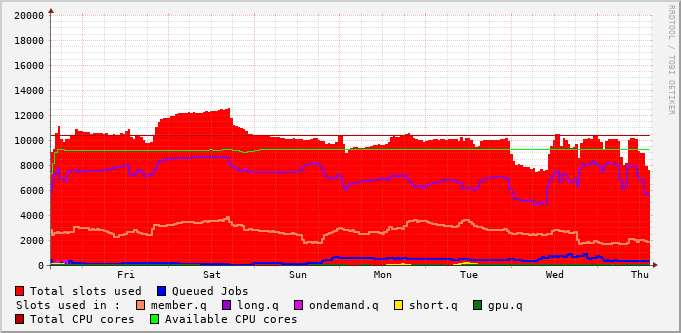 RRDTOOL / TOBI OETIKER
20000
18000
16000
14000
12000
10000
8000
6000
4000
2000
0
Fri Sat Sun Mon Tue Wed Thu
Total slots used Queued Jobs
Slots used in : member.q long.q ondemand.q short.q gpu.q
Total CPU cores Available CPU cores